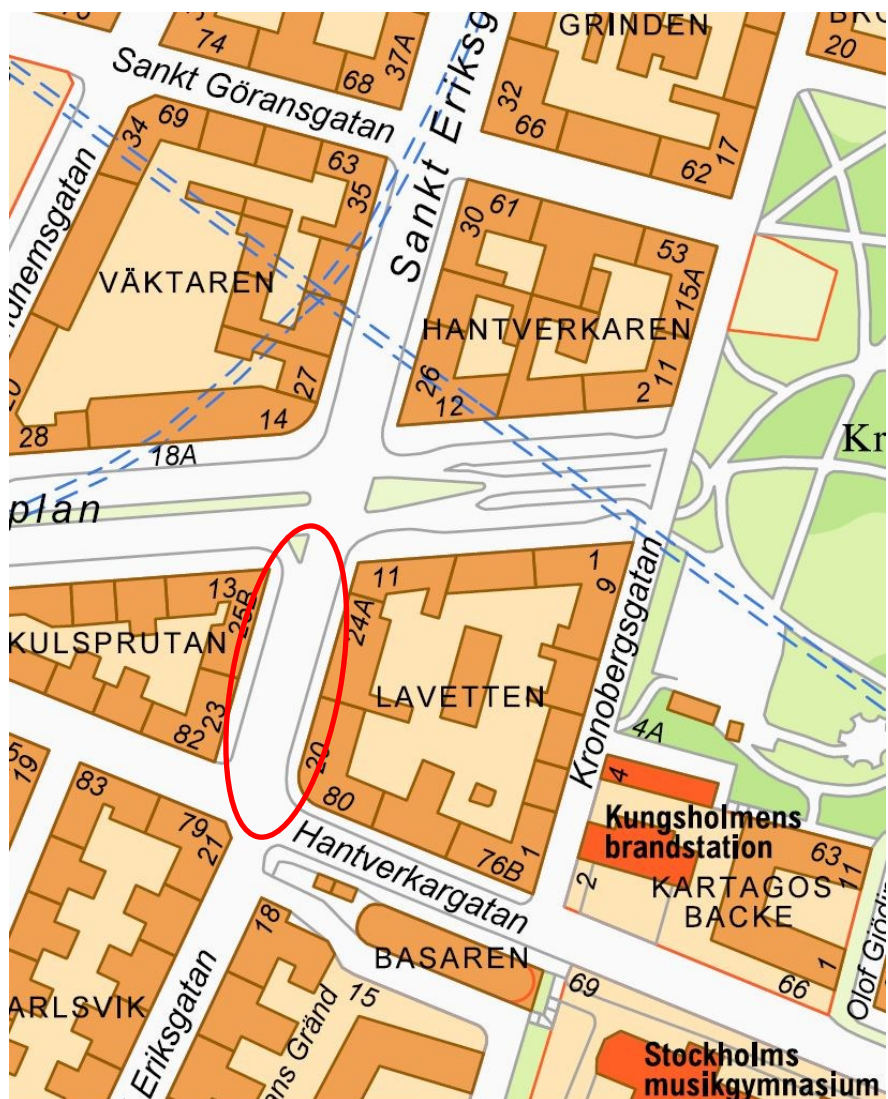 GRINDEN
20
74
68
37A
Sankt Göransgatan
Sankt Eriksg
32
66
62
17
34
69
63
35
61
30
53
15A
VÄKTAREN
HANTVERKAREN
27
26
12
2
11
14
28
18A
Kr
plan
13
25B
11
24A
1
9
KULSPRUTAN
LAVETTEN
Kronobergsgatan
23
82
20
80
4A
4
19
83
79
21
Hantverkargatan
76B
1
Kungsholmens
brandstation
63
11
2
KARTAGOS
BACKE
1
66
18
BASAREN
69
15
ARLSVIK
Eriksgatan
ans Gränd
Stockholms
musikgymnasium